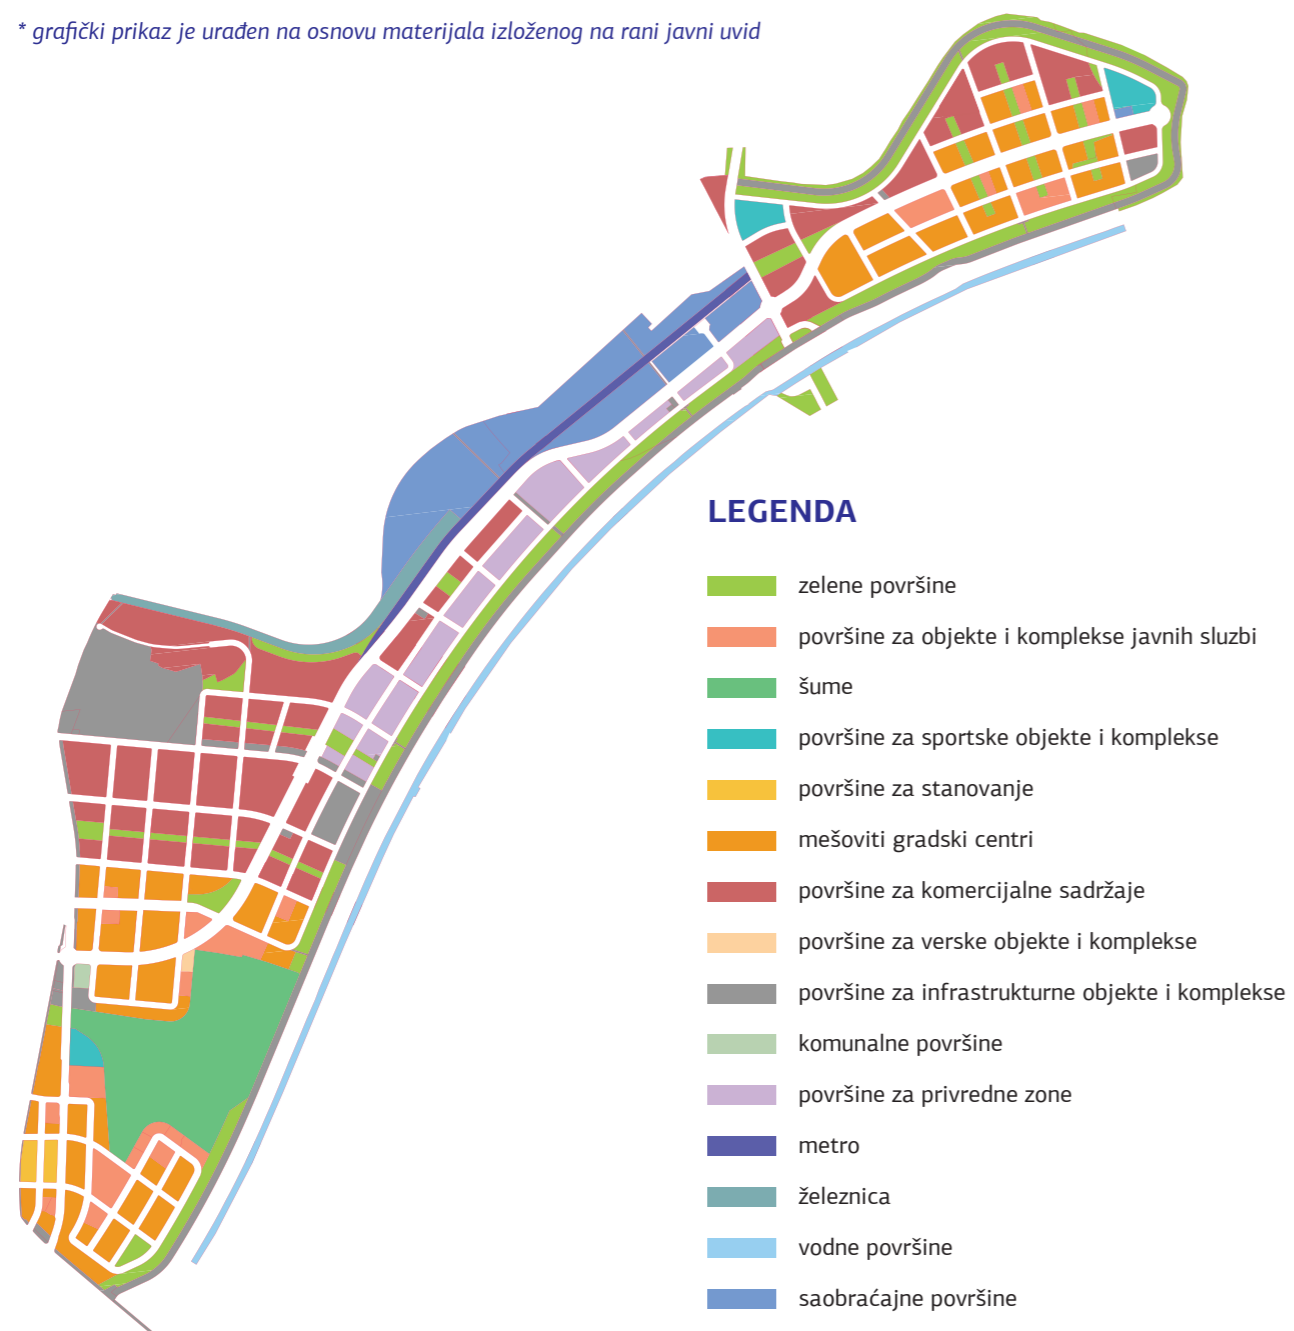 * grafički prikaz je urađen na osnovu materijala izloženog na rani javni uvid
LEGENDA
zelene površine
površine za objekte i komplekse javnih sluzbi
šume
površine za sportske objekte i komplekse
površine za stanovanje
mešoviti gradski centri
površine za komercijalne sadržaje
površine za verske objekte i komplekse
površine za infrastrukturne objekte i komplekse
komunalne površine
površine za privredne zone
metro
železnica
vodne površine
saobraćajne površine